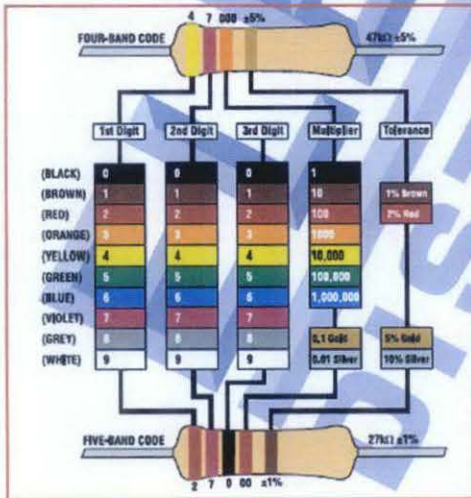 4 7 000 ±5%
FOUR-BAND CODE 47kΩ ±5%
1st Digit 2nd Digit 3rd Digit Multiplier Tolerance
(BLACK) 0 0 0 1
(BROWN) 1 1 1 10 1% Brown
(RED) 2 2 2 100 2% Red
(ORANGE) 3 3 3 1000
(YELLOW) 4 4 4 10,000
(GREEN) 5 5 5 100,000
(BLUE) 6 6 6 1,000,000
(VIOLET) 7 7 7
(GREY) 8 8 8 0.1 Gold 5% Gold
(WHITE) 9 9 9 0.01 Silver 10% Silver
FIVE-BAND CODE 27kΩ ±1%
2 7 0 00 ±1%